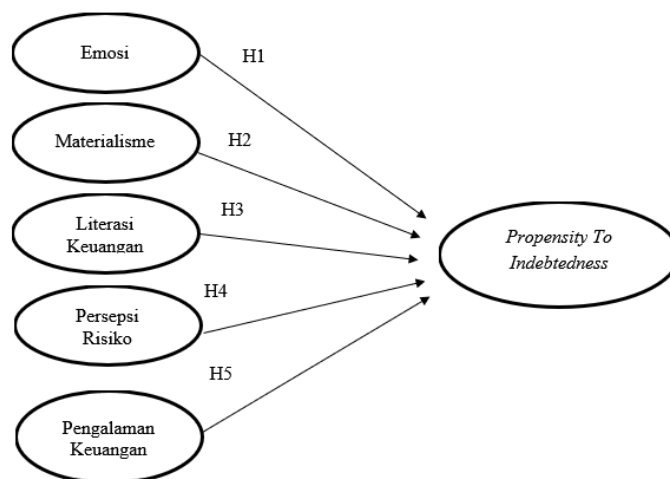 Emosi
H1
Materialisme
H2
Literasi
Keuangan
H3
Propensity To
Indebtedness
Persepsi
Risiko
H4
Pengalaman
Keuangan
H5